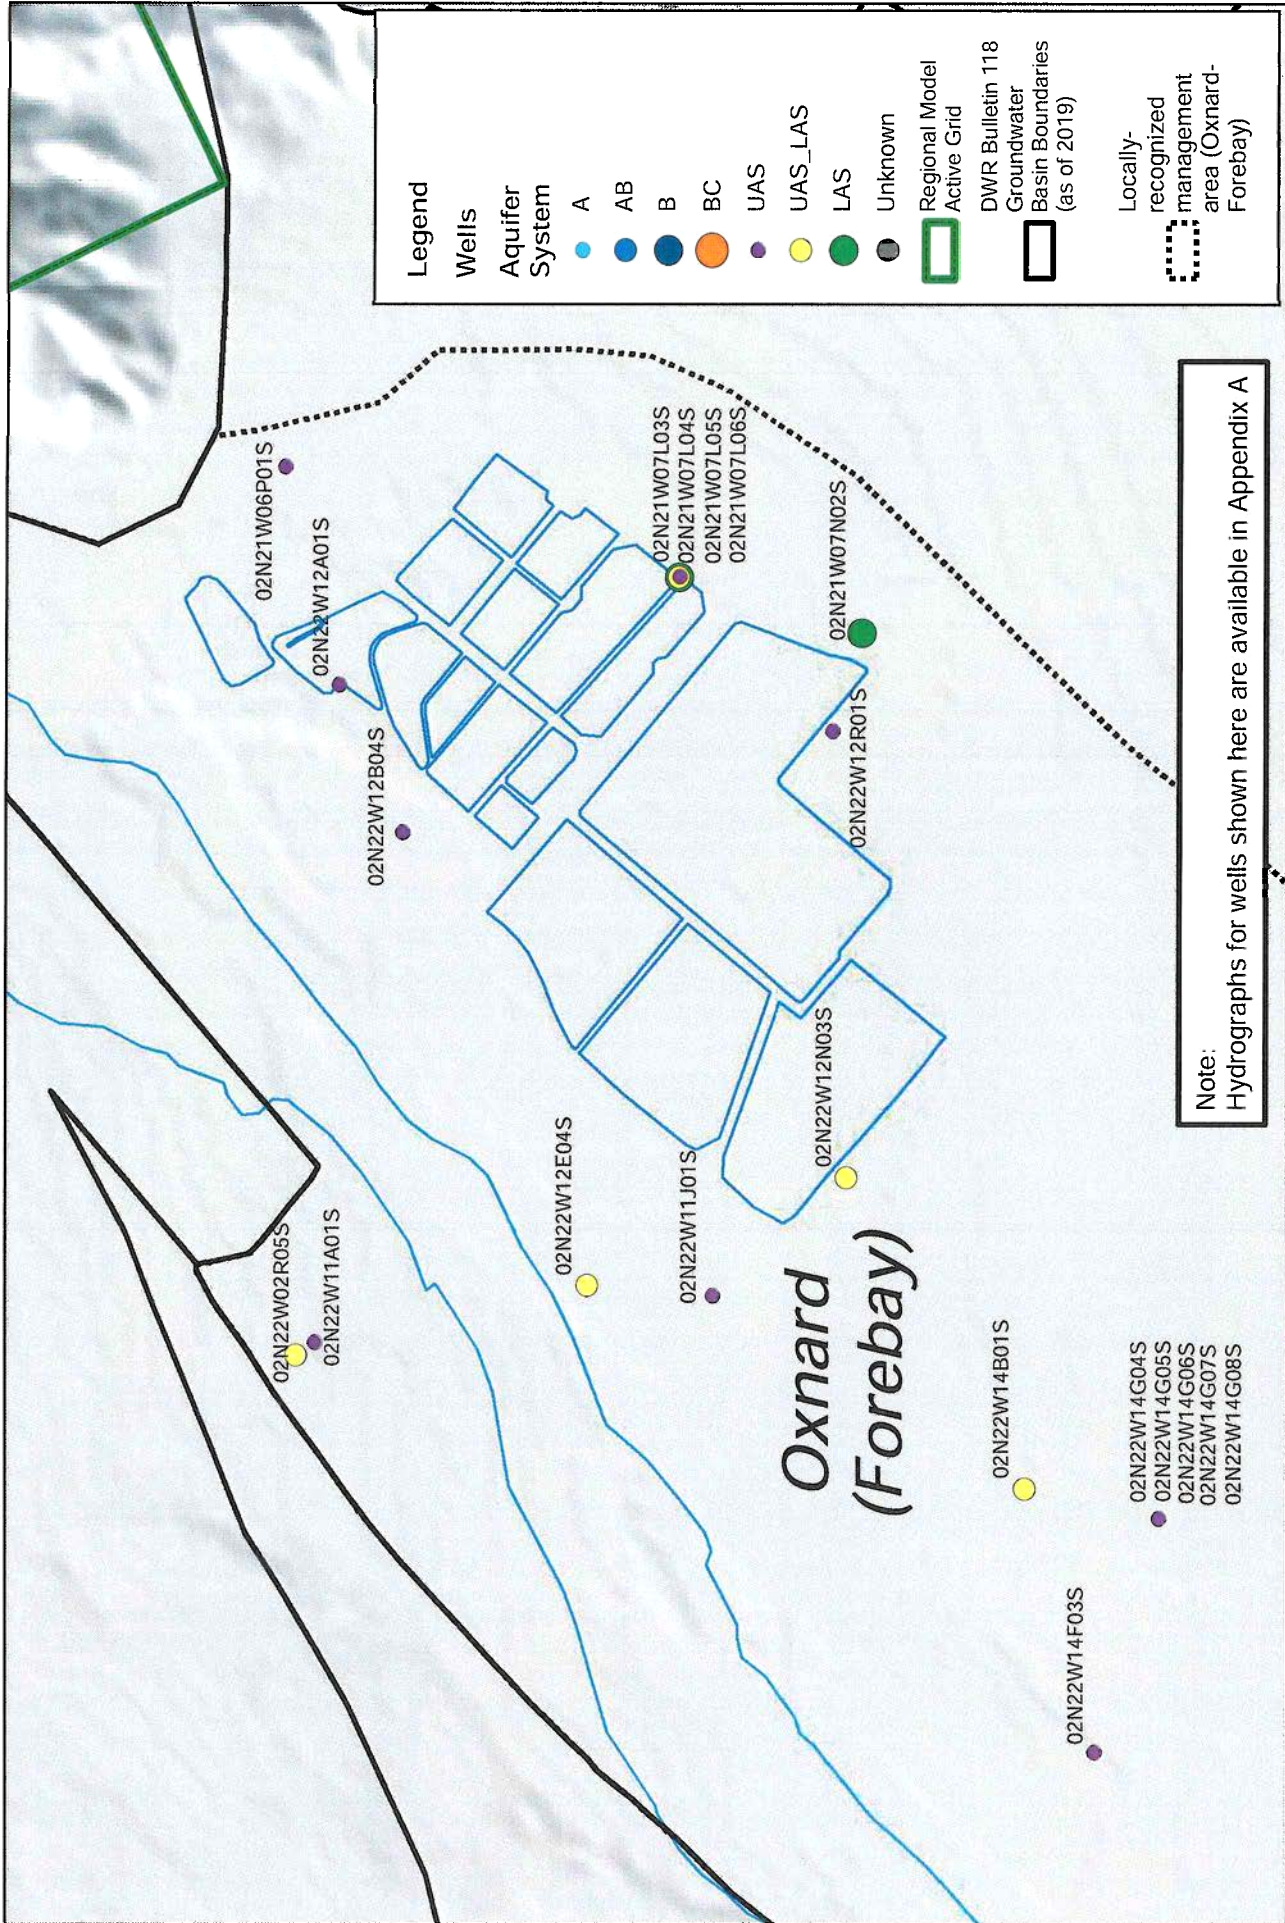 02N21W06P01S
02N22W12A01S
02N22W12B04S
02N21W07L03S
02N21W07L04S
02N21W07L05S
02N21W07L06S
02N21W07N02S
02N22W12R01S
02N22W02R05S
02N22W11A01S
02N22W12E04S
02N22W11J01S
02N22W12N03S
Oxnard
(Forebay)
02N22W14B01S
02N22W14G04S
02N22W14G05S
02N22W14G06S
02N22W14G07S
02N22W14G08S
02N22W14F03S
Legend
Wells
Aquifer
System
A
AB
B
BC
UAS
UAS_LAS
LAS
Unknown
Regional Model
Active Grid
DWR Bulletin 118
Groundwater
Basin Boundaries
(as of 2019)
Locally-
recognized
management
area (Oxnard-
Forebay)
Note:
Hydrographs for wells shown here are available in Appendix A